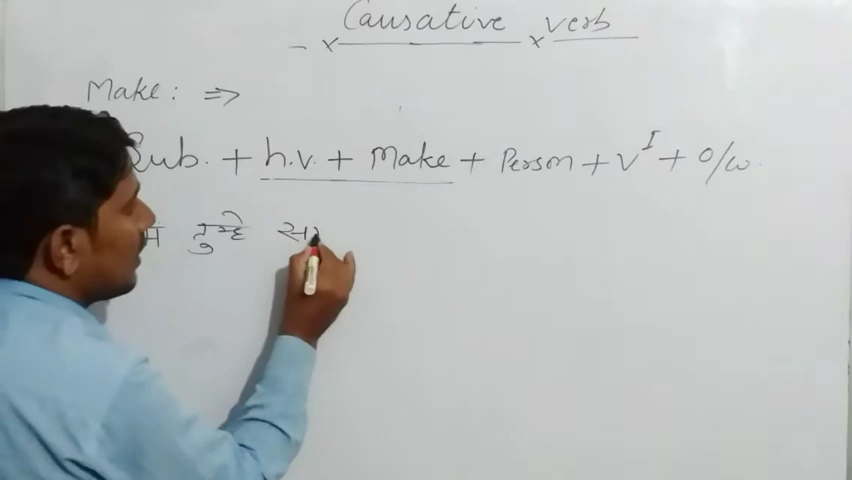 Causative verb
Make: ⇒
Sub. + h.v. + Make + Person + V^I + o/w.
तुम्हे